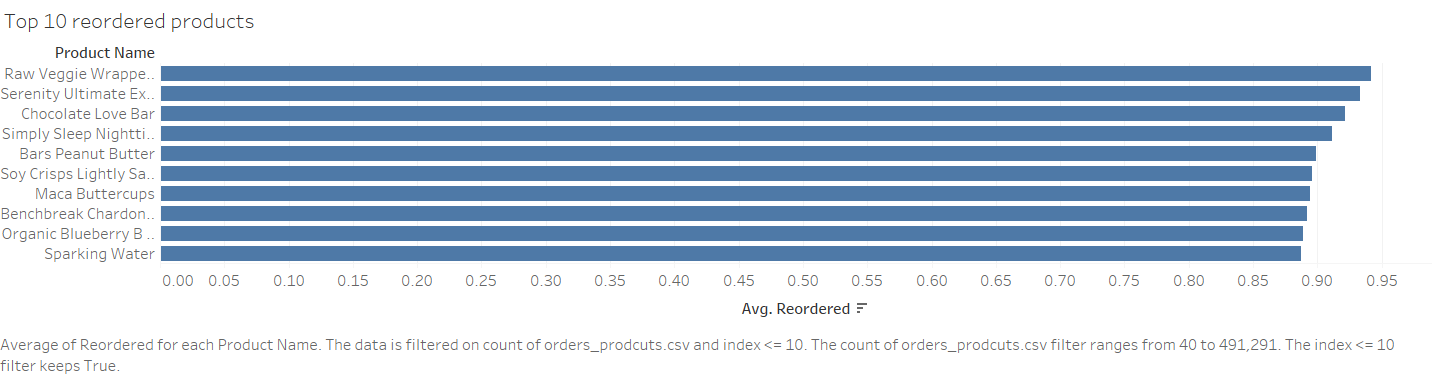 Top 10 reordered products
Product Name
Raw Veggie Wrappe..
Serenity Ultimate Ex..
Chocolate Love Bar
Simply Sleep Nightti..
Bars Peanut Butter
Soy Crisps Lightly Sa..
Maca Buttercups
Benchbreak Chardon..
Organic Blueberry B ..
Sparking Water
0.00 0.05 0.10 0.15 0.20 0.25 0.30 0.35 0.40 0.45 0.50 0.55 0.60 0.65 0.70 0.75 0.80 0.85 0.90 0.95
Avg. Reordered
Average of Reordered for each Product Name. The data is filtered on count of orders_prodcuts.csv and index <= 10. The count of orders_prodcuts.csv filter ranges from 40 to 491,291. The index <= 10
filter keeps True.